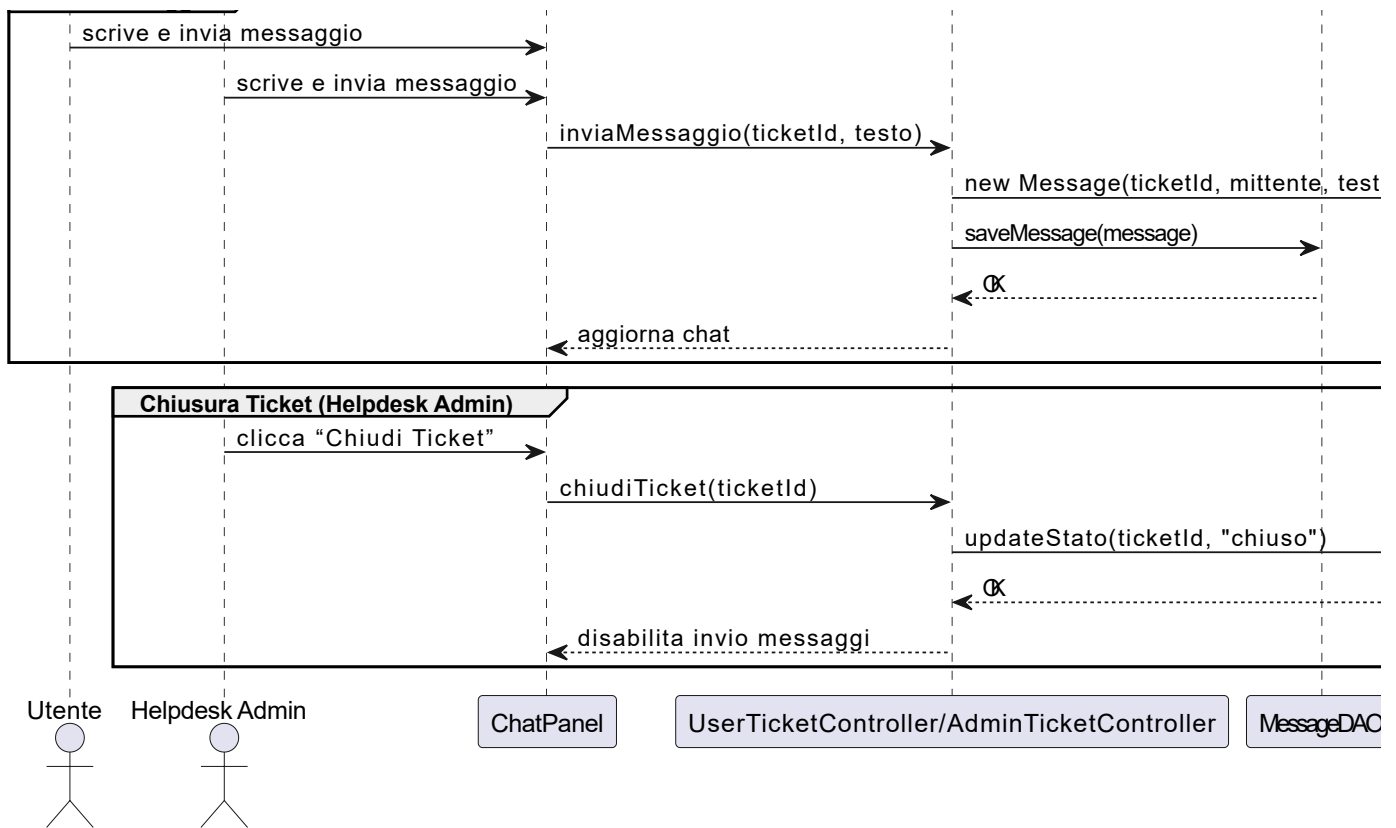 scrive e invia messaggio
scrive e invia messaggio
inviaMessaggio(ticketId, testo)
new Message(ticketId, mittente, test
saveMessage(message)
OK
aggiorna chat
Chiusura Ticket (Helpdesk Admin)
clicca “Chiudi Ticket”
chiudiTicket(ticketId)
updateStato(ticketId, "chiuso")
OK
disabilita invio messaggi
Utente Helpdesk Admin ChatPanel UserTicketController/AdminTicketController MessageDAO